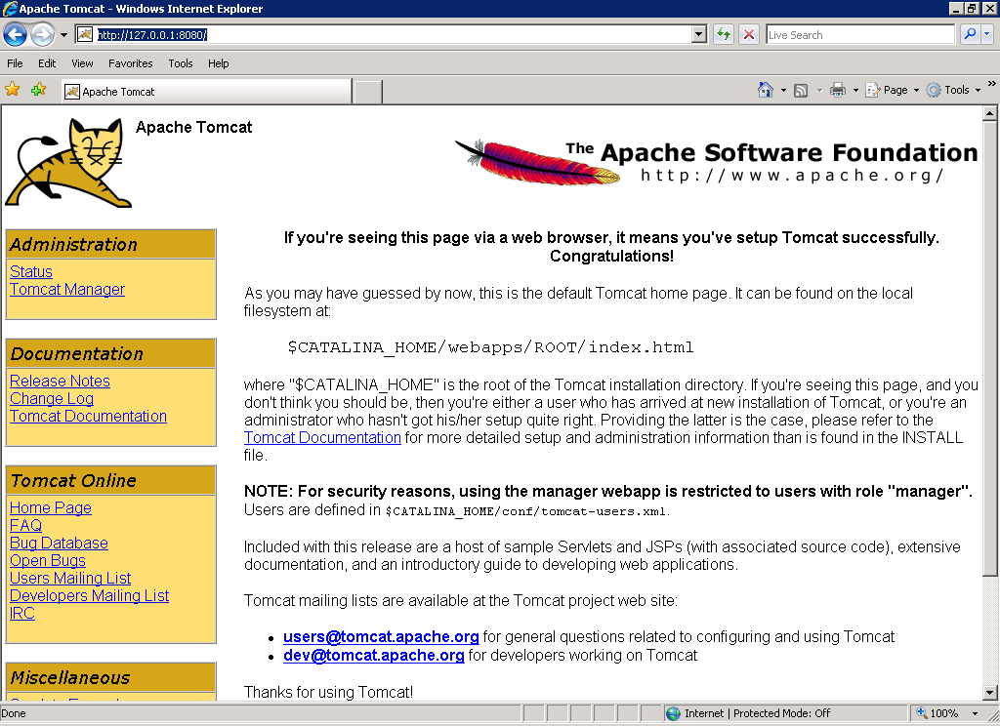 Apache Tomcat - Windows Internet Explorer
http://127.0.0.1:8080/
Live Search
File Edit View Favorites Tools Help
Apache Tomcat
Page Tools
Apache Tomcat
The Apache Software Foundation
http://www.apache.org/
Administration
Status
Tomcat Manager
Documentation
Release Notes
Change Log
Tomcat Documentation
Tomcat Online
Home Page
FAQ
Bug Database
Open Bugs
Users Mailing List
Developers Mailing List
IRC
Miscellaneous
If you're seeing this page via a web browser, it means you've setup Tomcat successfully.
Congratulations!
As you may have guessed by now, this is the default Tomcat home page. It can be found on the local
filesystem at:
$CATALINA_HOME/webapps/ROOT/index.html
where "$CATALINA_HOME" is the root of the Tomcat installation directory. If you're seeing this page, and you
don't think you should be, then you're either a user who has arrived at new installation of Tomcat, or you're an
administrator who hasn't got his/her setup quite right. Providing the latter is the case, please refer to the
Tomcat Documentation for more detailed setup and administration information than is found in the INSTALL
file.
NOTE: For security reasons, using the manager webapp is restricted to users with role "manager".
Users are defined in $CATALINA_HOME/conf/tomcat-users.xml.
Included with this release are a host of sample Servlets and JSPs (with associated source code), extensive
documentation, and an introductory guide to developing web applications.
Tomcat mailing lists are available at the Tomcat project web site:
• users@tomcat.apache.org for general questions related to configuring and using Tomcat
• dev@tomcat.apache.org for developers working on Tomcat
Thanks for using Tomcat!
Done
Internet | Protected Mode: Off
100%